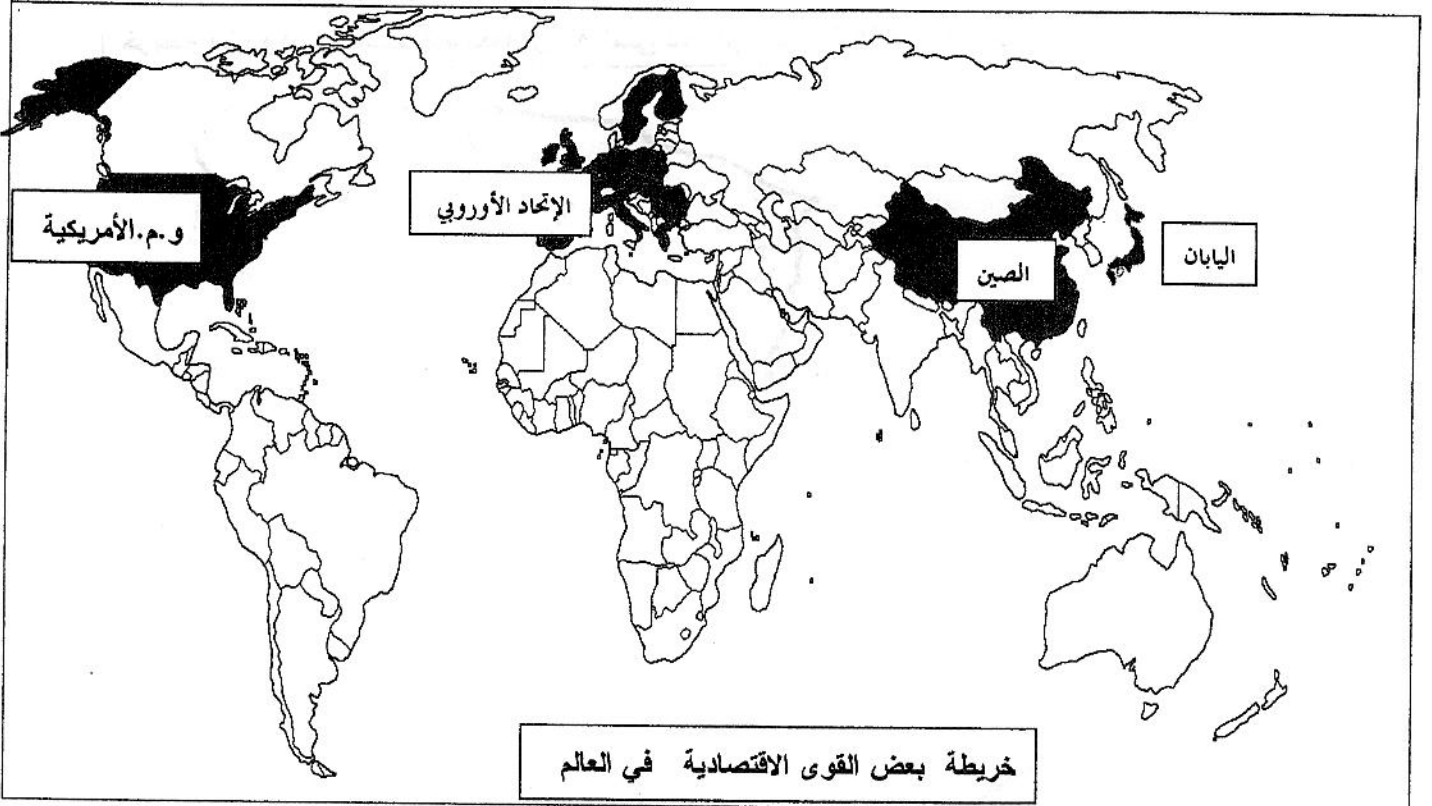 الإتحاد الأوروبي
و.م.الأمريكية
اليابان
الصين
خريطة بعض القوى الاقتصادية في العالم